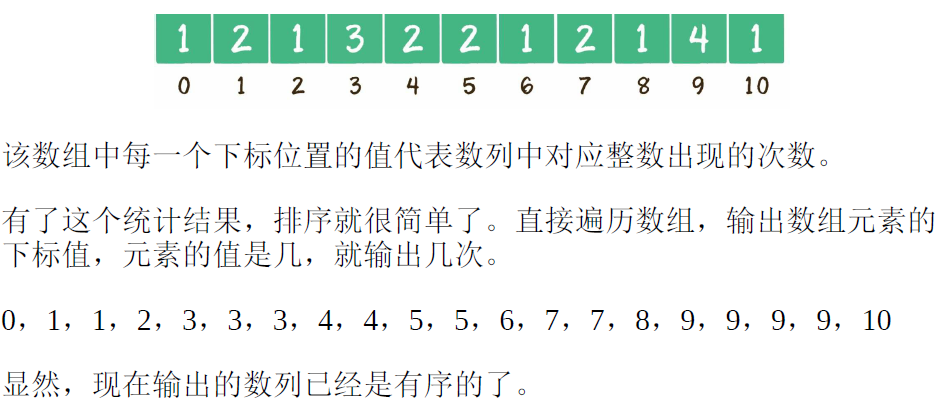 1 2 1 3 2 2 1 2 1 4 1
0 1 2 3 4 5 6 7 8 9 10
该数组中每一个下标位置的值代表数列中对应整数出现的次数。
有了这个统计结果，排序就很简单了。直接遍历数组，输出数组元素的
下标值，元素的值是几，就输出几次。
0，1，1，2，3，3，3，4，4，5，5，6，7，7，8，9，9，9，9，10
显然，现在输出的数列已经是有序的了。